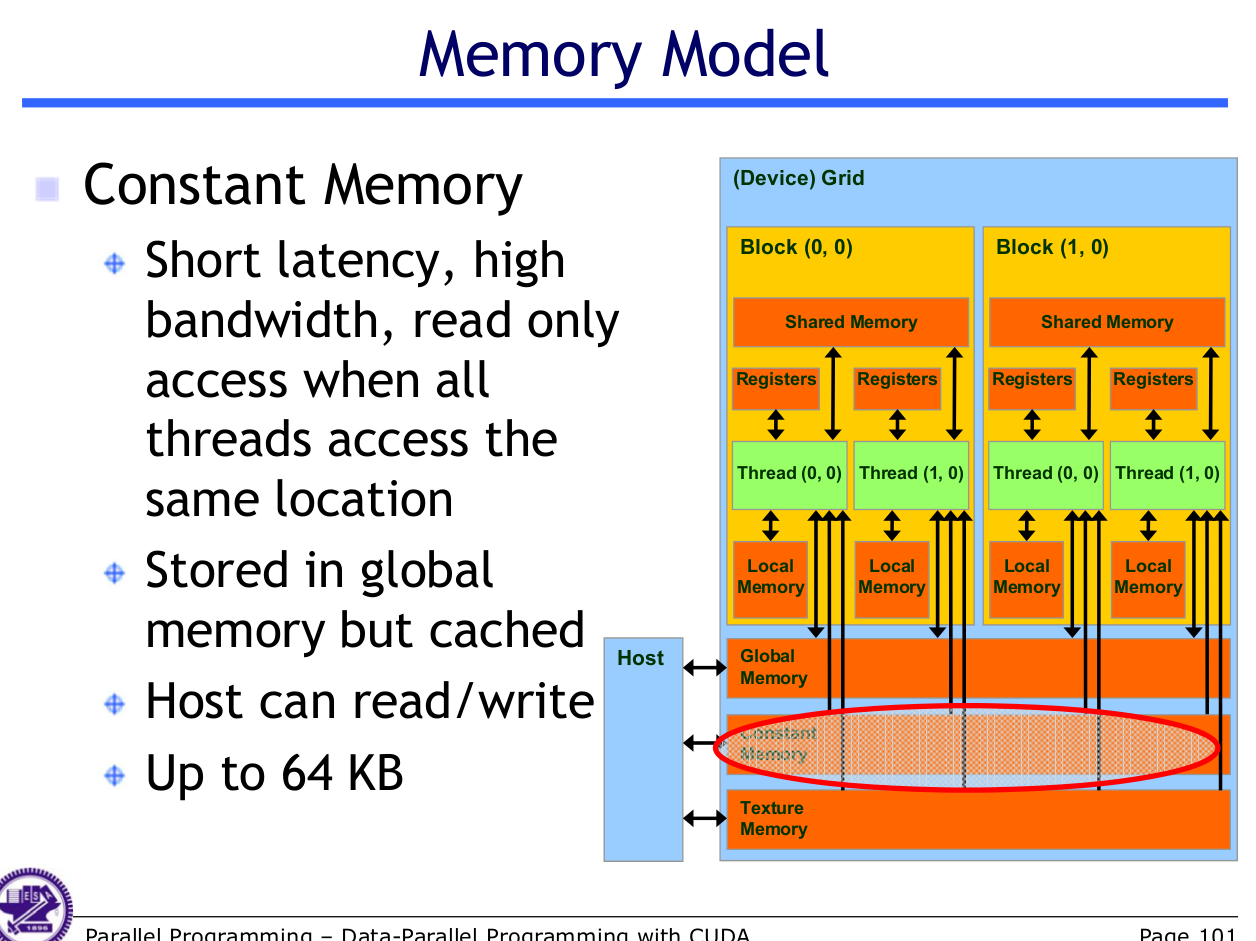 Memory Model
Constant Memory
Short latency, high
bandwidth, read only
access when all
threads access the
same location
Stored in global
memory but cached
Host can read/write
Up to 64 KB
(Device) Grid
Block (0, 0)
Shared Memory
Registers
Registers
Thread (0, 0)
Thread (1, 0)
Local
Memory
Local
Memory
Block (1, 0)
Shared Memory
Registers
Registers
Thread (0, 0)
Thread (1, 0)
Local
Memory
Local
Memory
Host
Global
Memory
Constant
Memory
Texture
Memory
1896
Parallel Programming – Data-Parallel Programming with CUDA
Page 101